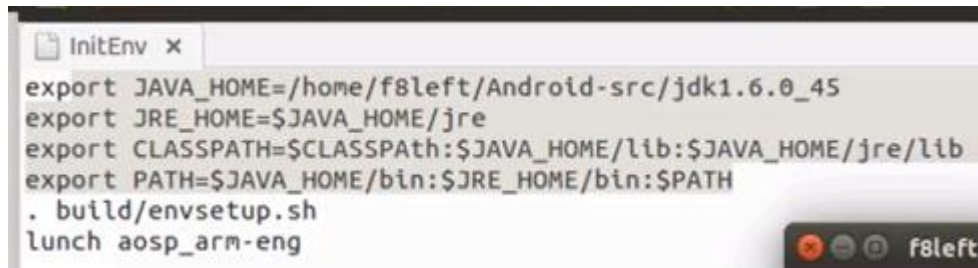 InitEnv ×
export JAVA_HOME=/home/f8left/Android-src/jdk1.6.0_45
export JRE_HOME=$JAVA_HOME/jre
export CLASSPATH=$CLASSPAth:$JAVA_HOME/lib:$JAVA_HOME/jre/lib
export PATH=$JAVA_HOME/bin:$JRE_HOME/bin:$PATH
. build/envsetup.sh
lunch aosp_arm-eng
f8left